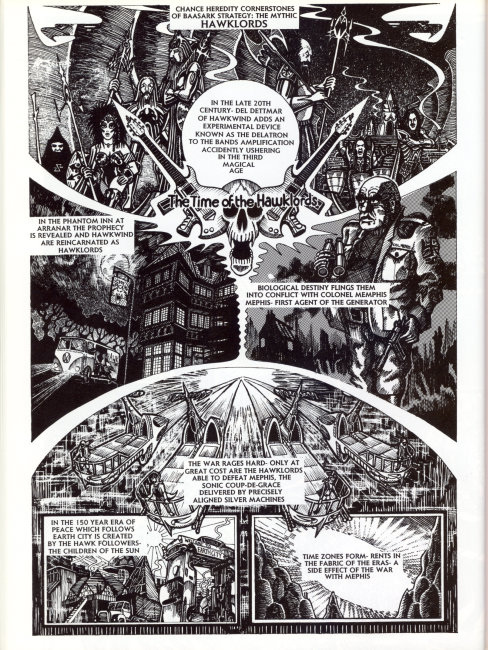 CHANCE HEREDITY CORNERSTONES
OF BAASARK STRATEGY: THE MYTHIC
HAWKLORDS
IN THE LATE 20TH
CENTURY- DEL DETTMAR
OF HAWKWIND ADDS AN
EXPERIMENTAL DEVICE
KNOWN AS THE DELATRON
TO THE BANDS AMPLIFICATION
ACCIDENTLY USHERING
IN THE THIRD
MAGICAL
AGE
The Time of the Hawklords
IN THE PHANTOM INN AT
ARRANAR THE PROPHECY
IS REVEALED AND HAWKWIND
ARE REINCARNATED AS
HAWKLORDS
BIOLOGICAL DESTINY FLINGS THEM
INTO CONFLICT WITH COLONEL MEMPHIS
MEPHIS- FIRST AGENT OF THE GENERATOR
THE WAR RAGES HARD- ONLY AT
GREAT COST ARE THE HAWKLORDS
ABLE TO DEFEAT MEPHIS, THE
SONIC COUP-DE-GRACE
DELIVERED BY PRECISELY
ALIGNED SILVER MACHINES
IN THE 150 YEAR ERA OF
PEACE WHICH FOLLOWS
EARTH CITY IS CREATED
BY THE HAWK FOLLOWERS-
THE CHILDREN OF THE SUN
EARTH CITY
TIME ZONES FORM- RENTS IN
THE FABRIC OF THE ERAS- A
SIDE EFFECT OF THE WAR
WITH MEPHIS